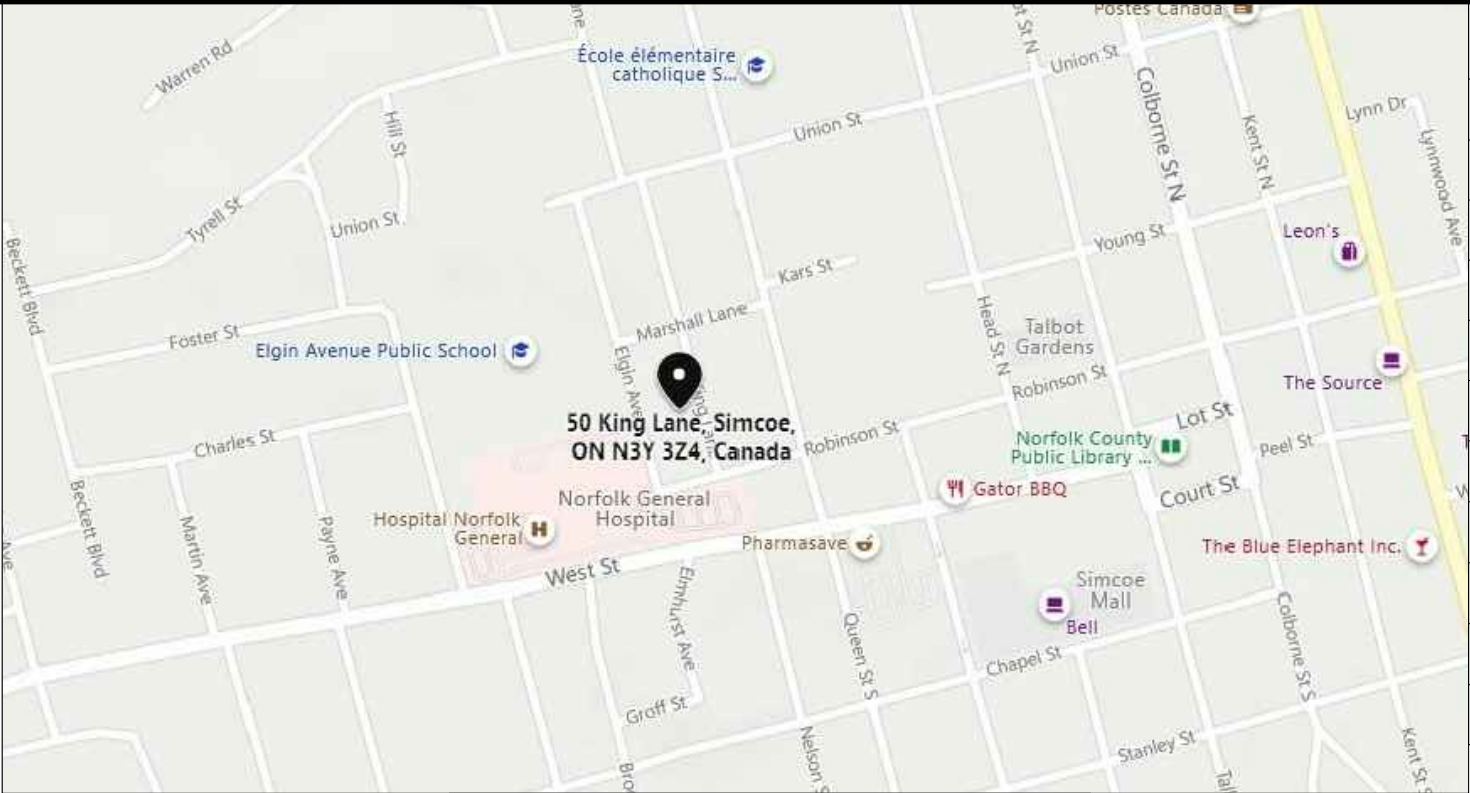 Postes Canada
Warren Rd
École élémentaire
catholique S...
Union St
Colborne St N
Lynn Dr
Hill St
Union St
Kent St N
Lynnwood Ave
Tyrell St
Union St
Young St
Leon's
Beckett Blvd
Kars St
Foster St
Marshall Lane
Head St N
Talbot
Gardens
Elgin Avenue Public School
Elgin Ave
The Source
Robinson St
50 King Lane, Simcoe,
ON N3Y 3Z4, Canada
Lot St
Charles St
Robinson St
Norfolk County
Public Library ...
Peel St
Beckett Blvd
Norfolk General
Hospital
Gator BBQ
Court St
Martin Ave
Payne Ave
Hospital Norfolk
General
H
Pharmasave
The Blue Elephant Inc.
West St
Elmhurst Ave
Simcoe
Mall
Bell
Queen St S
Colborne St S
Chapel St
Groff St
Nelson S
Stanley St
Kent St S